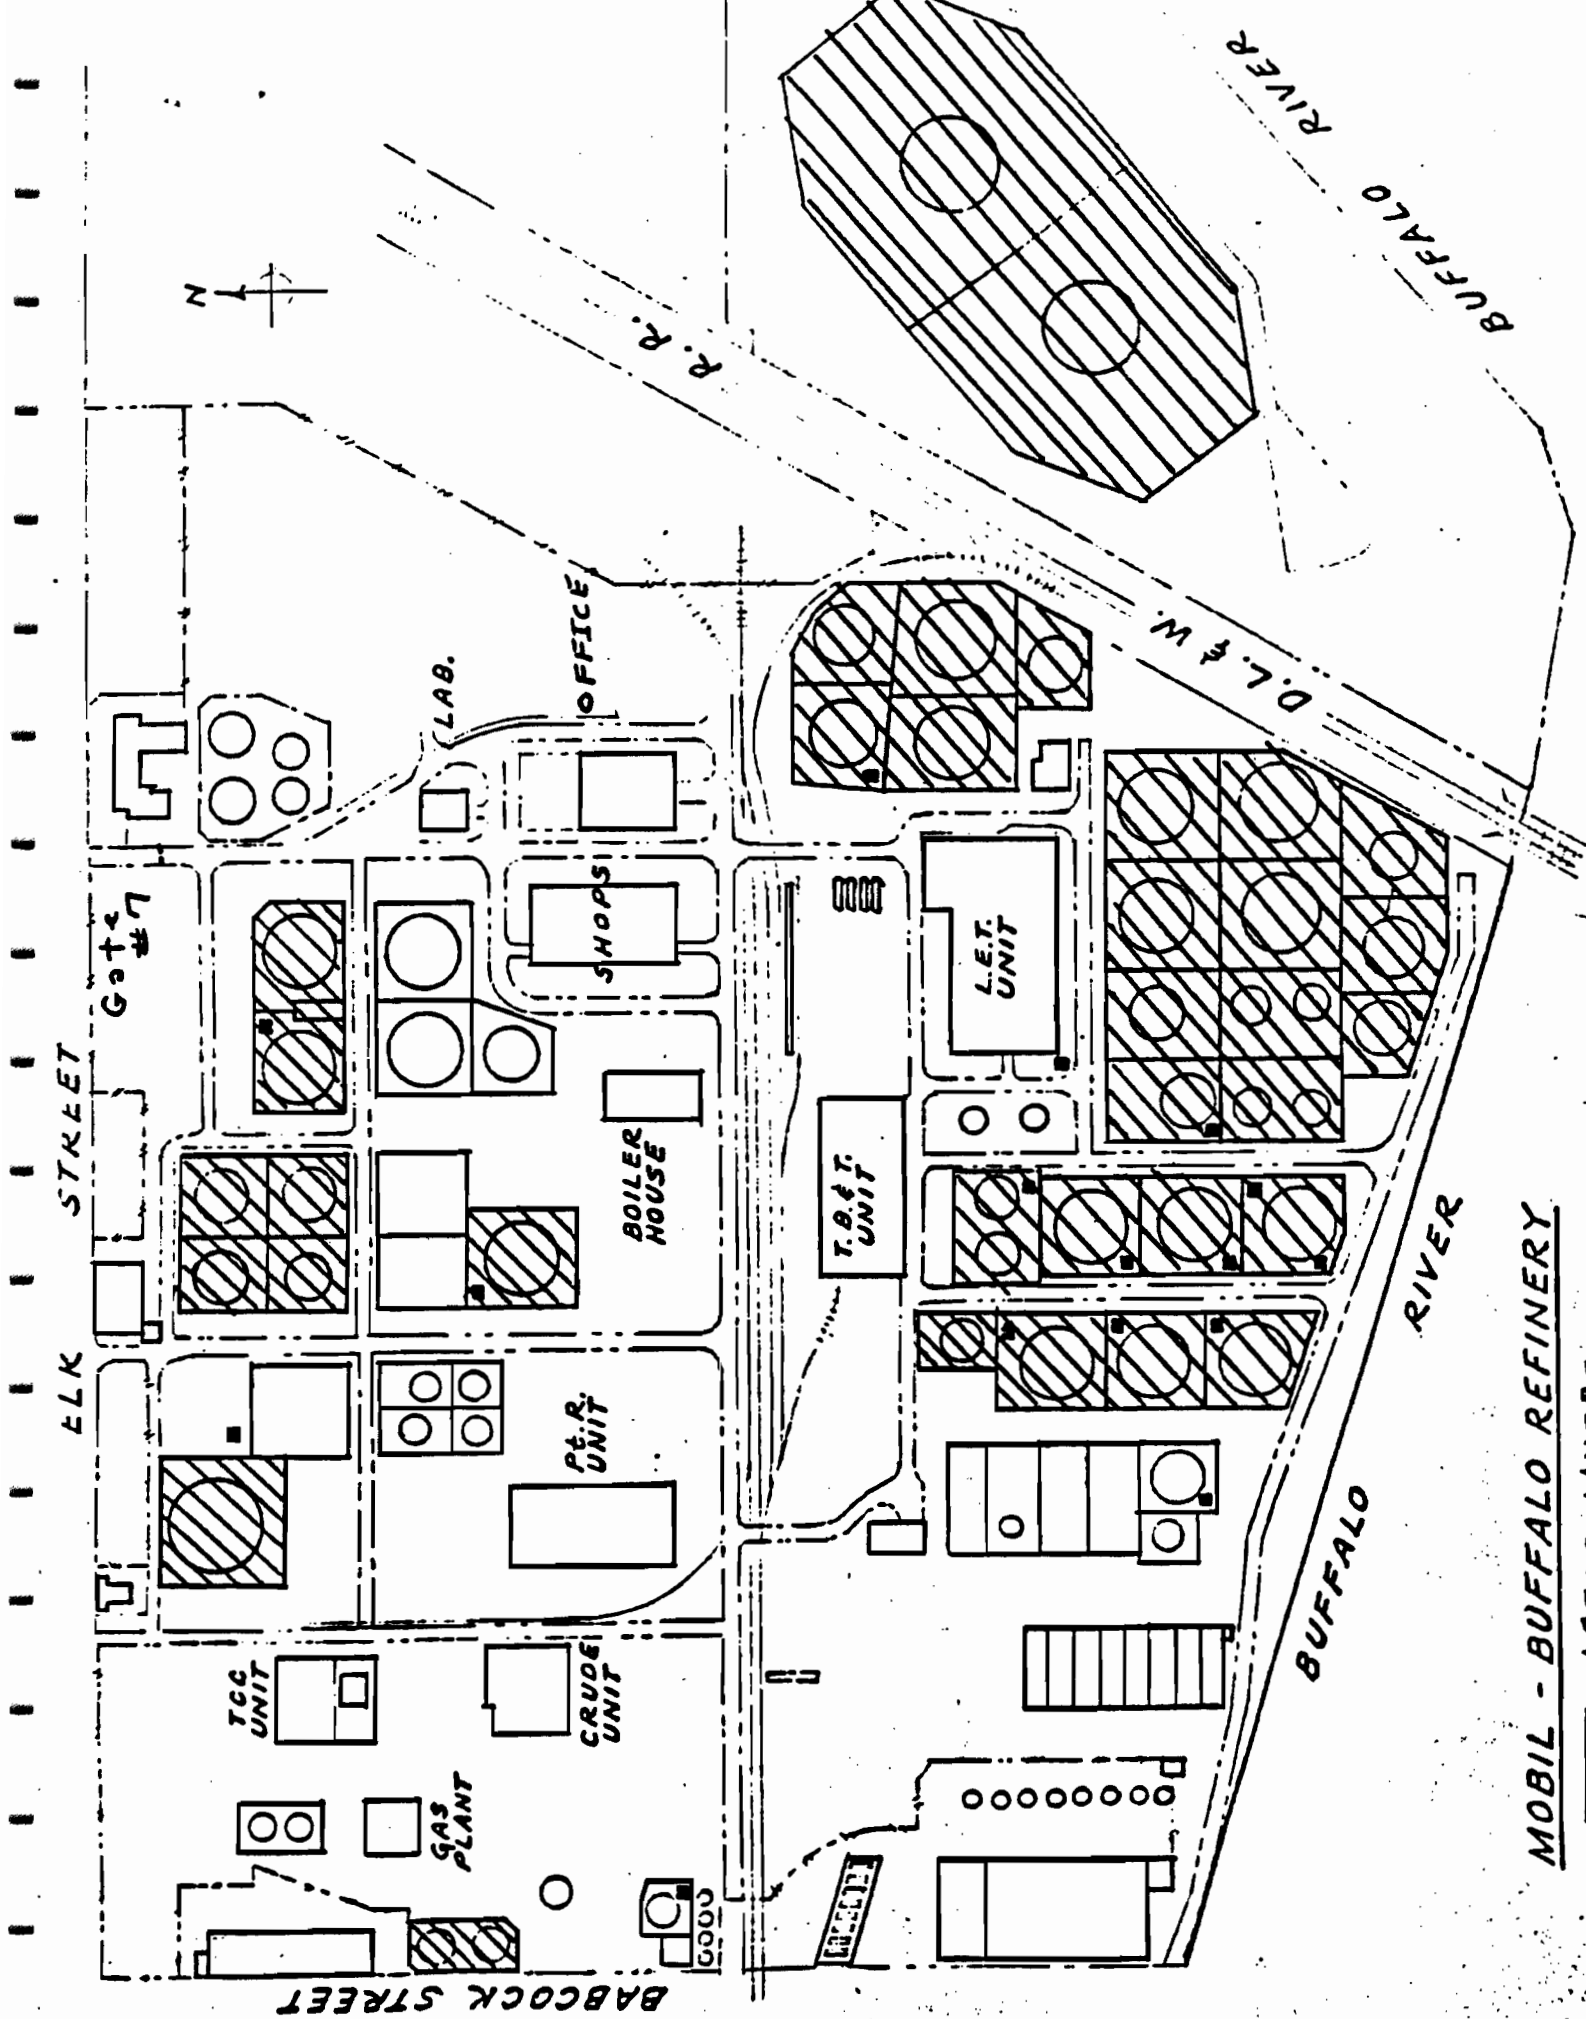 ELK STREET
Gate
#7
N
R.R.
BUFFALO RIVER
LAB.
OFFICE
SHOPS
BOILER
HOUSE
Pt.R.
UNIT
TCC
UNIT
CRUDE
UNIT
GAS
PLANT
BABCOCK STREET
T.B.&T.
UNIT
L.E.T.
UNIT
D.L.&W.
BUFFALO RIVER
MOBIL - BUFFALO REFINERY